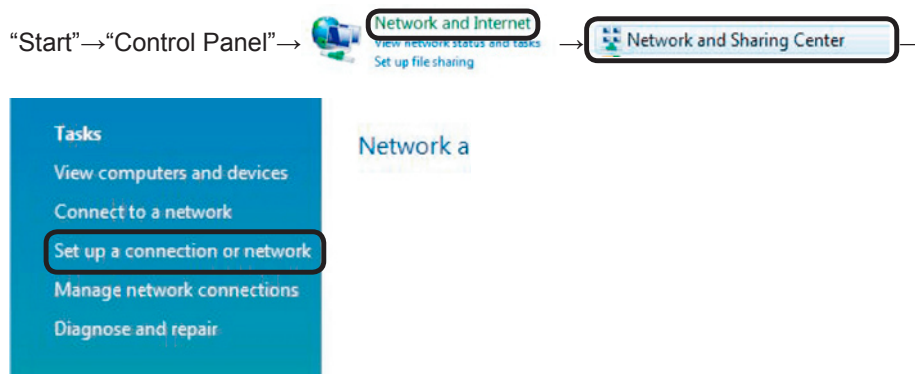 “Start”→“Control Panel”→ Network and Internet
View network status and tasks
Set up file sharing
→ Network and Sharing Center →
Tasks
View computers and devices
Connect to a network
Set up a connection or network
Manage network connections
Diagnose and repair
Network a